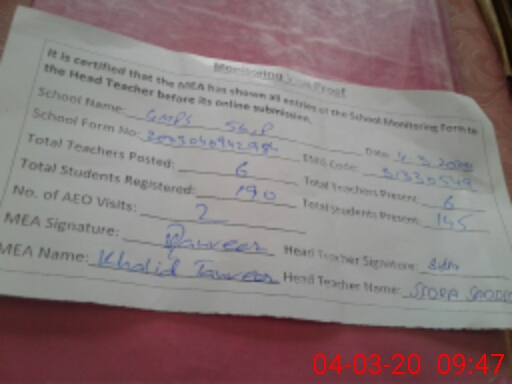 Monitoring Visit Proof
It is certified that the MEA has shown all entries of the School Monitoring Form to
the Head Teacher before its online submission.
School Name: GMPS 56 P Date:
School Form No: EMIS Code:
Total Teachers Posted: 6 Total Teachers Present: 6
Total Students Registered: 190 Total Students Present: 145
No. of AEO Visits: 2
MEA Signature: Tanveer Head Teacher Signature:
MEA Name: Khalid Tanveer Head Teacher Name:
04-03-20 09:47